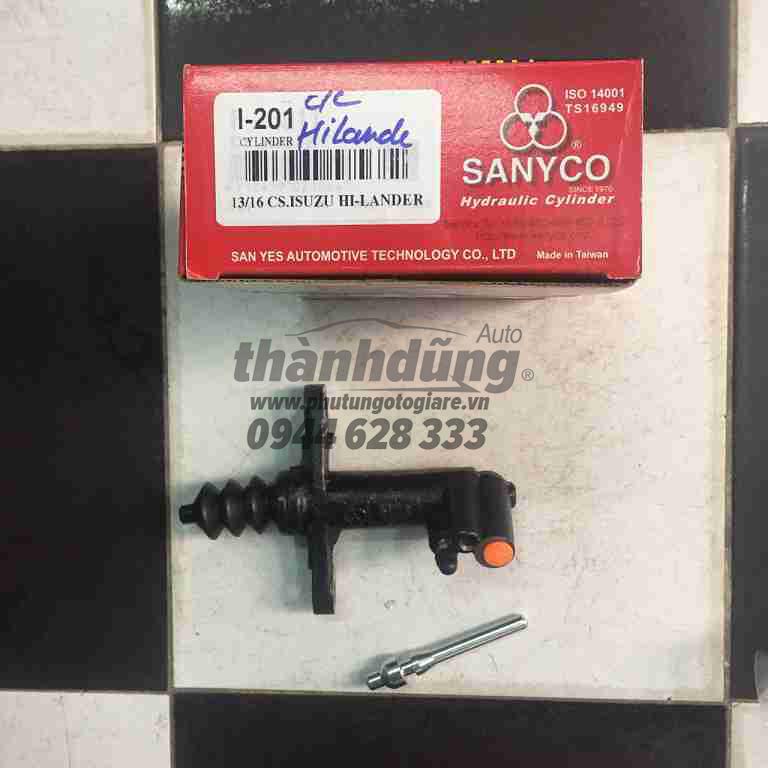 I-201
c/c
Hilande
CYLINDER
13/16 CS.ISUZU HI-LANDER
ISO 14001
TS16949
®
SANYCO
SINCE 1970
Hydraulic Cylinder
SAN YES AUTOMOTIVE TECHNOLOGY CO., LTD
Made in Taiwan
Auto
thànhdũng®
www.phutungotogiare.vn
0944 628 333